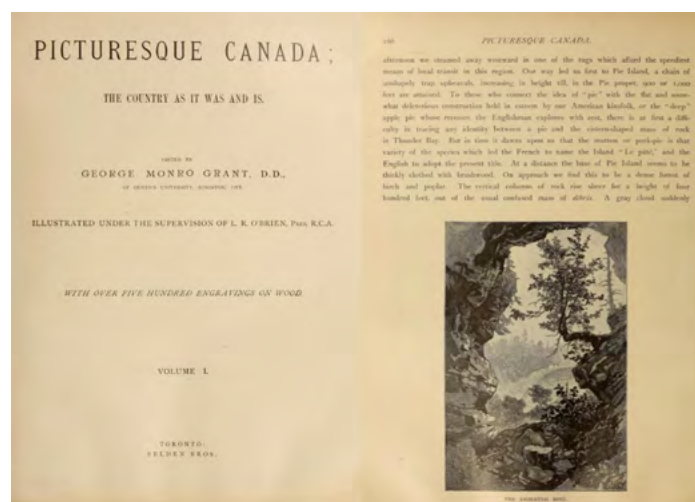 PICTURESQUE CANADA;
THE COUNTRY AS IT WAS AND IS.
EDITED BY
GEORGE MONRO GRANT, D.D.,
OF QUEEN'S UNIVERSITY, KINGSTON, ONT.
ILLUSTRATED UNDER THE SUPERVISION OF L. R. O'BRIEN, PRES. R.C.A.
WITH OVER FIVE HUNDRED ENGRAVINGS ON WOOD.
VOLUME I.
TORONTO:
BELDEN BROS.
PICTURESQUE CANADA.
afternoon we steamed away westward in one of the tugs which afford the speediest
means of local transit in this region. Our way led us first to Pie Island, a chain of
trap upheavals, increasing in height till, in the Pie proper, 900 or 1,000
feet are attained. To those who connect the idea of "pie" with the flat and
what deleterious construction held in esteem by our American kinsfolk, or the "deep"
apple pie whose recesses the Englishman explores with zest, there is at first a diffi-
culty in tracing any identity between a pie and the mass of rock
in Thunder Bay. But in time it dawns upon us that the or pork-pie is that
variety of the species which led the French to name the Island "Le pâté," and the
English to adopt the present title. At a distance the base of Pie Island seems to be
thickly clothed with brushwood. On approach we find this to be a dense forest of
birch and poplar. The vertical columns of rock rise sheer for a height of four
hundred feet, out of the usual confused mass of débris. A gray cloud suddenly